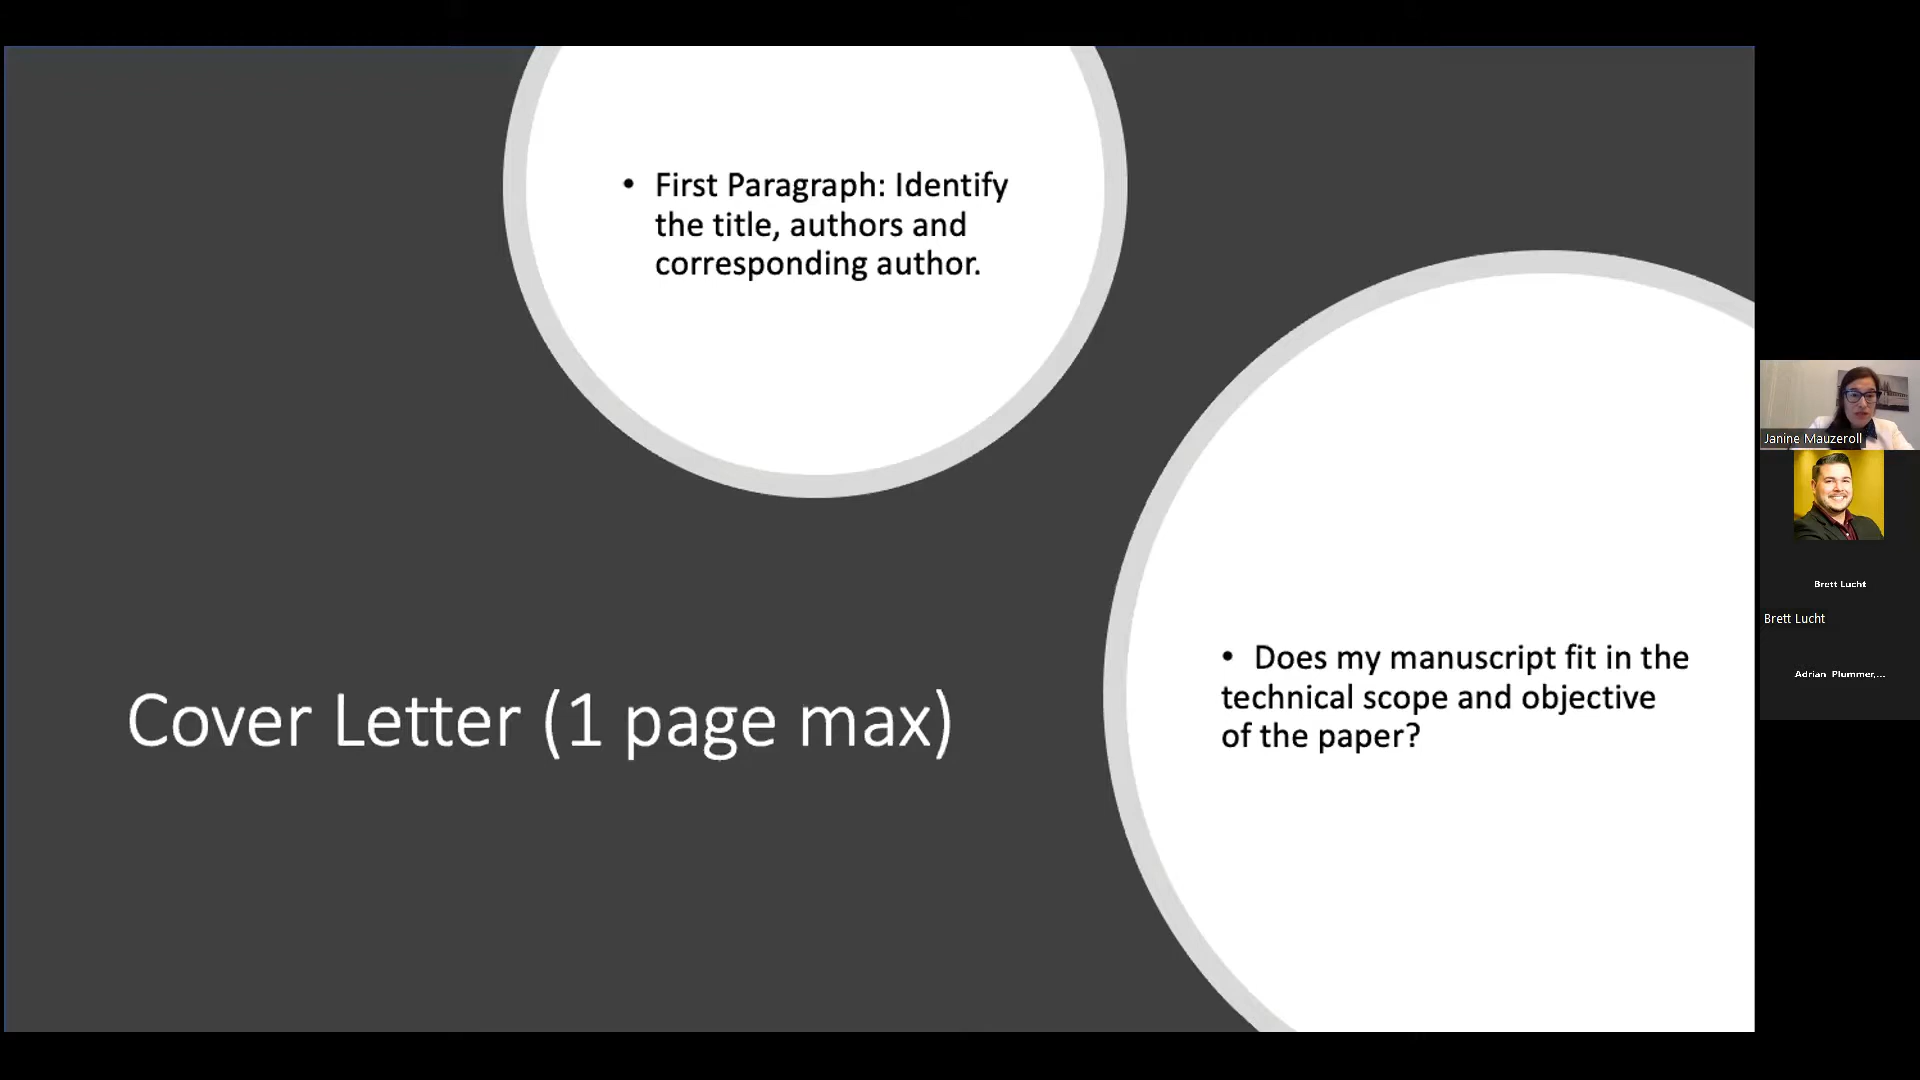 • First Paragraph: Identify
the title, authors and
corresponding author.
• Does my manuscript fit in the
technical scope and objective
of the paper?
Cover Letter (1 page max)
Janine Mauzeroll
Brett Lucht
Brett Lucht
Adrian Plummer,...